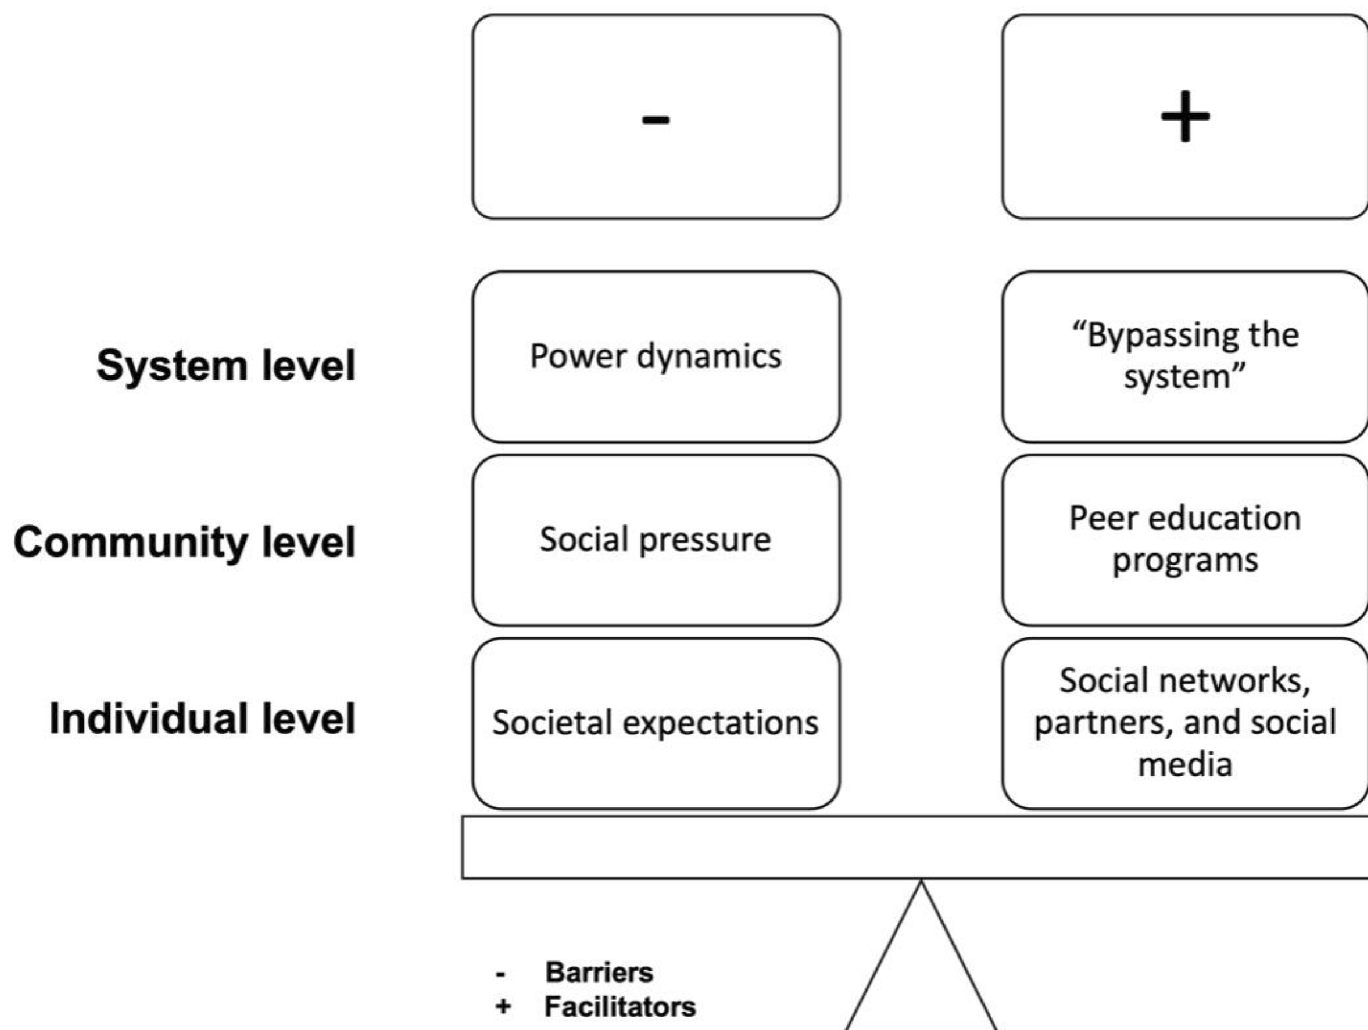 -
+
System level
Power dynamics
“Bypassing the
system”
Community level
Social pressure
Peer education
programs
Individual level
Societal expectations
Social networks,
partners, and social
media
- Barriers
+ Facilitators